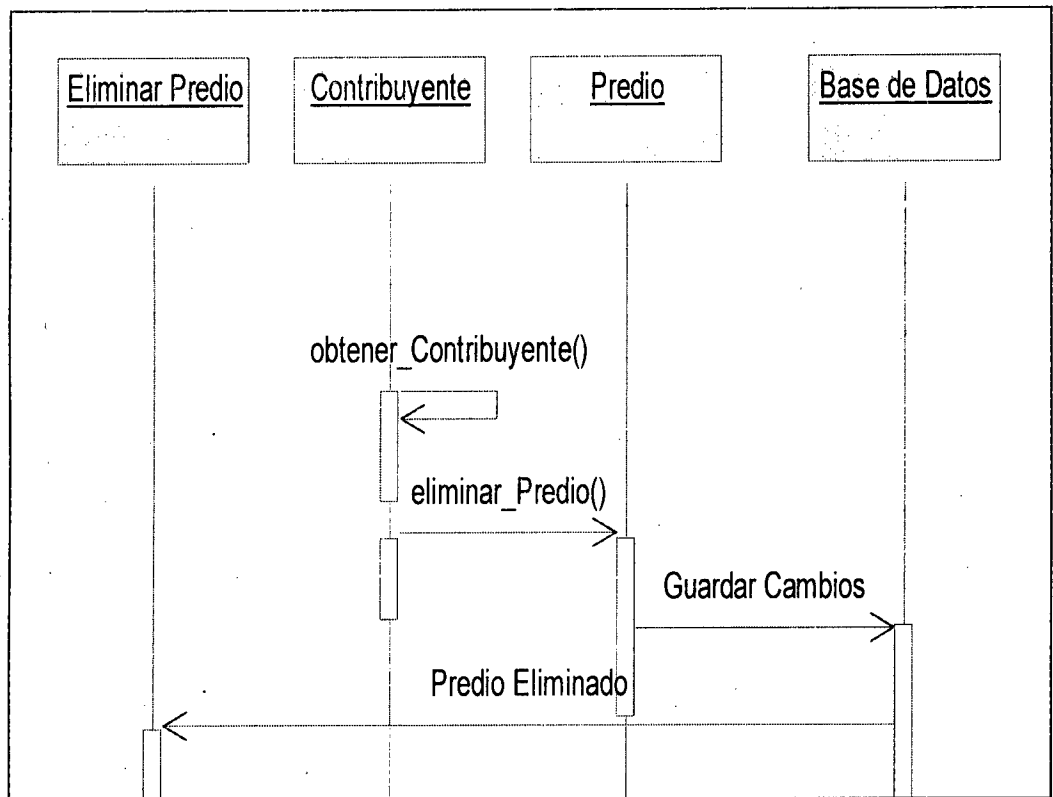 Eliminar Predio
Contribuyente
Predio
Base de Datos
obtener_Contribuyente()
eliminar_Predio()
Guardar Cambios
Predio Eliminado